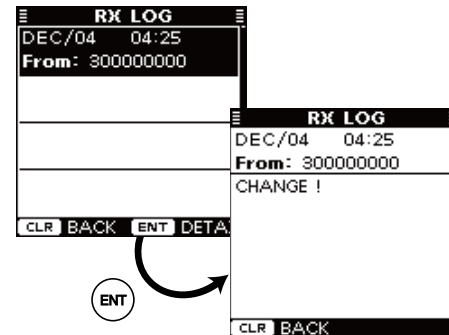 RX LOG
DEC/04 04:25
From: 300000000
CLR BACK ENT DETA
ENT
RX LOG
DEC/04 04:25
From: 300000000
CHANGE !
CLR BACK